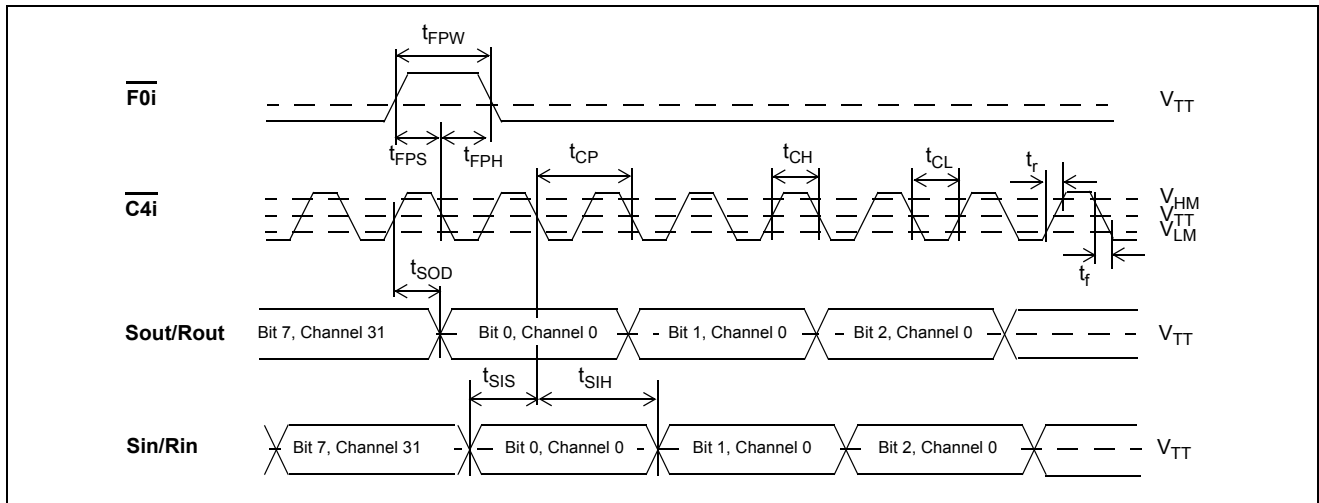 tFPW
F0i
VTT
tFPS tFPH tCP tCH tCL tr
C4i
VHM
VTT
VLM
tSOD tf
Sout/Rout Bit 7, Channel 31 Bit 0, Channel 0 Bit 1, Channel 0 Bit 2, Channel 0 VTT
tSIS tSIH
Sin/Rin Bit 7, Channel 31 Bit 0, Channel 0 Bit 1, Channel 0 Bit 2, Channel 0 VTT